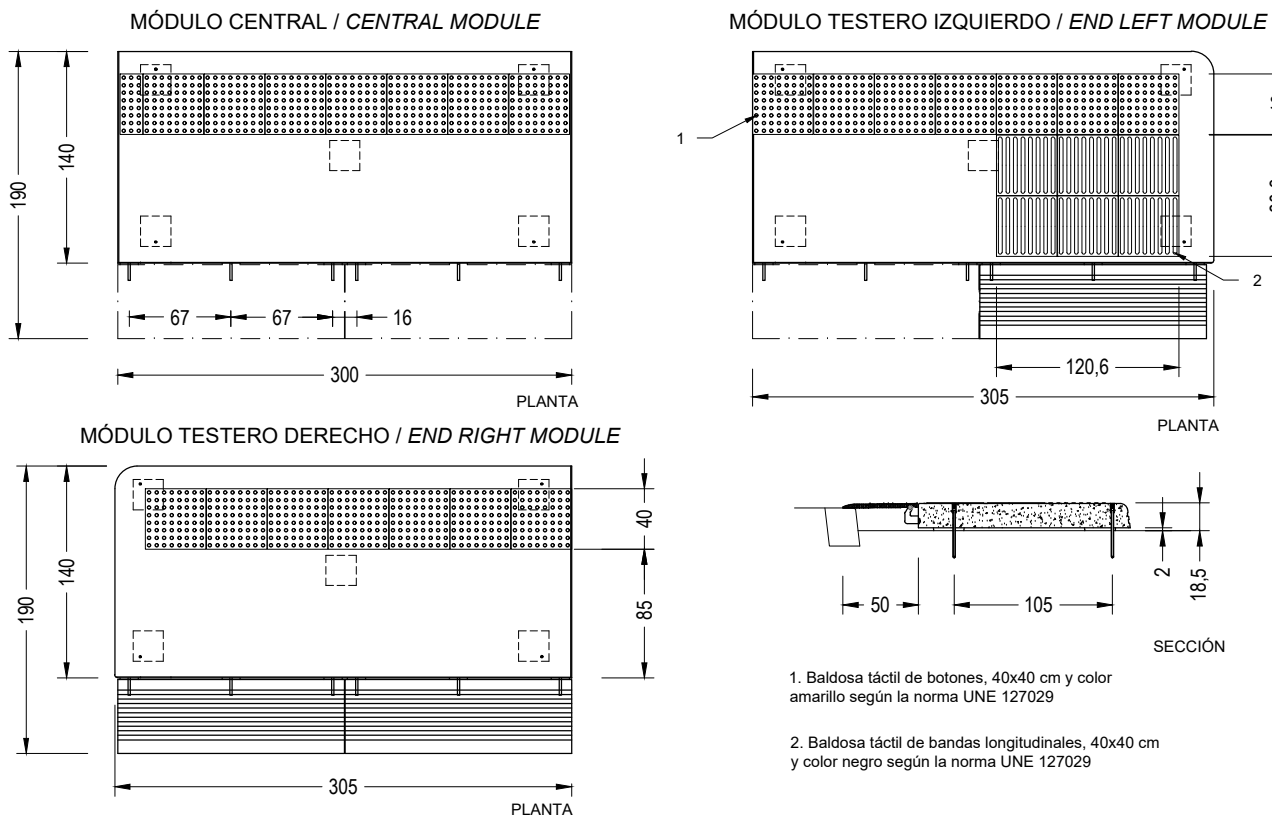 MÓDULO CENTRAL / CENTRAL MODULE
190
140
67
67
16
300
PLANTA
MÓDULO TESTERO IZQUIERDO / END LEFT MODULE
1
2
120,6
305
PLANTA
MÓDULO TESTERO DERECHO / END RIGHT MODULE
190
140
40
85
305
PLANTA
50
105
2
18,5
SECCIÓN
1. Baldosa táctil de botones, 40x40 cm y color
amarillo según la norma UNE 127029
2. Baldosa táctil de bandas longitudinales, 40x40 cm
y color negro según la norma UNE 127029